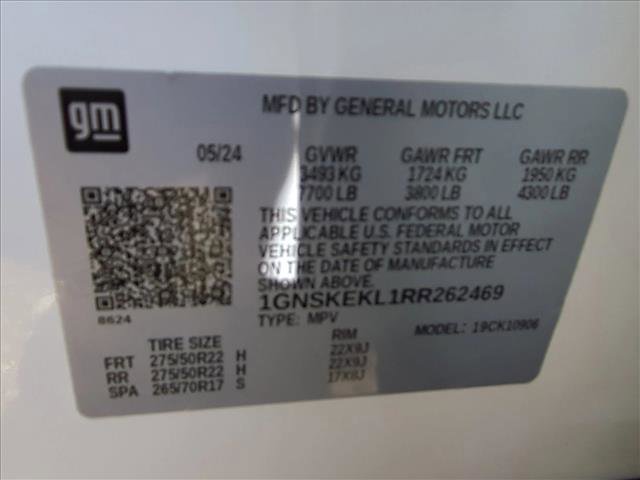 gm
MFD BY GENERAL MOTORS LLC
05/24 GVWR GAWR FRT GAWR RR
3493 KG 1724 KG 1950 KG
7700 LB 3800 LB 4300 LB
THIS VEHICLE CONFORMS TO ALL
APPLICABLE U.S. FEDERAL MOTOR
VEHICLE SAFETY STANDARDS IN EFFECT
ON THE DATE OF MANUFACTURE
SHOWN ABOVE.
1GNSKEKL1RR262469
8624
TYPE: MPV MODEL: 19CK10906
TIRE SIZE RIM
FRT 275/50R22 H 22X9J
RR 275/50R22 H 22X9J
SPA 265/70R17 S 17X8J